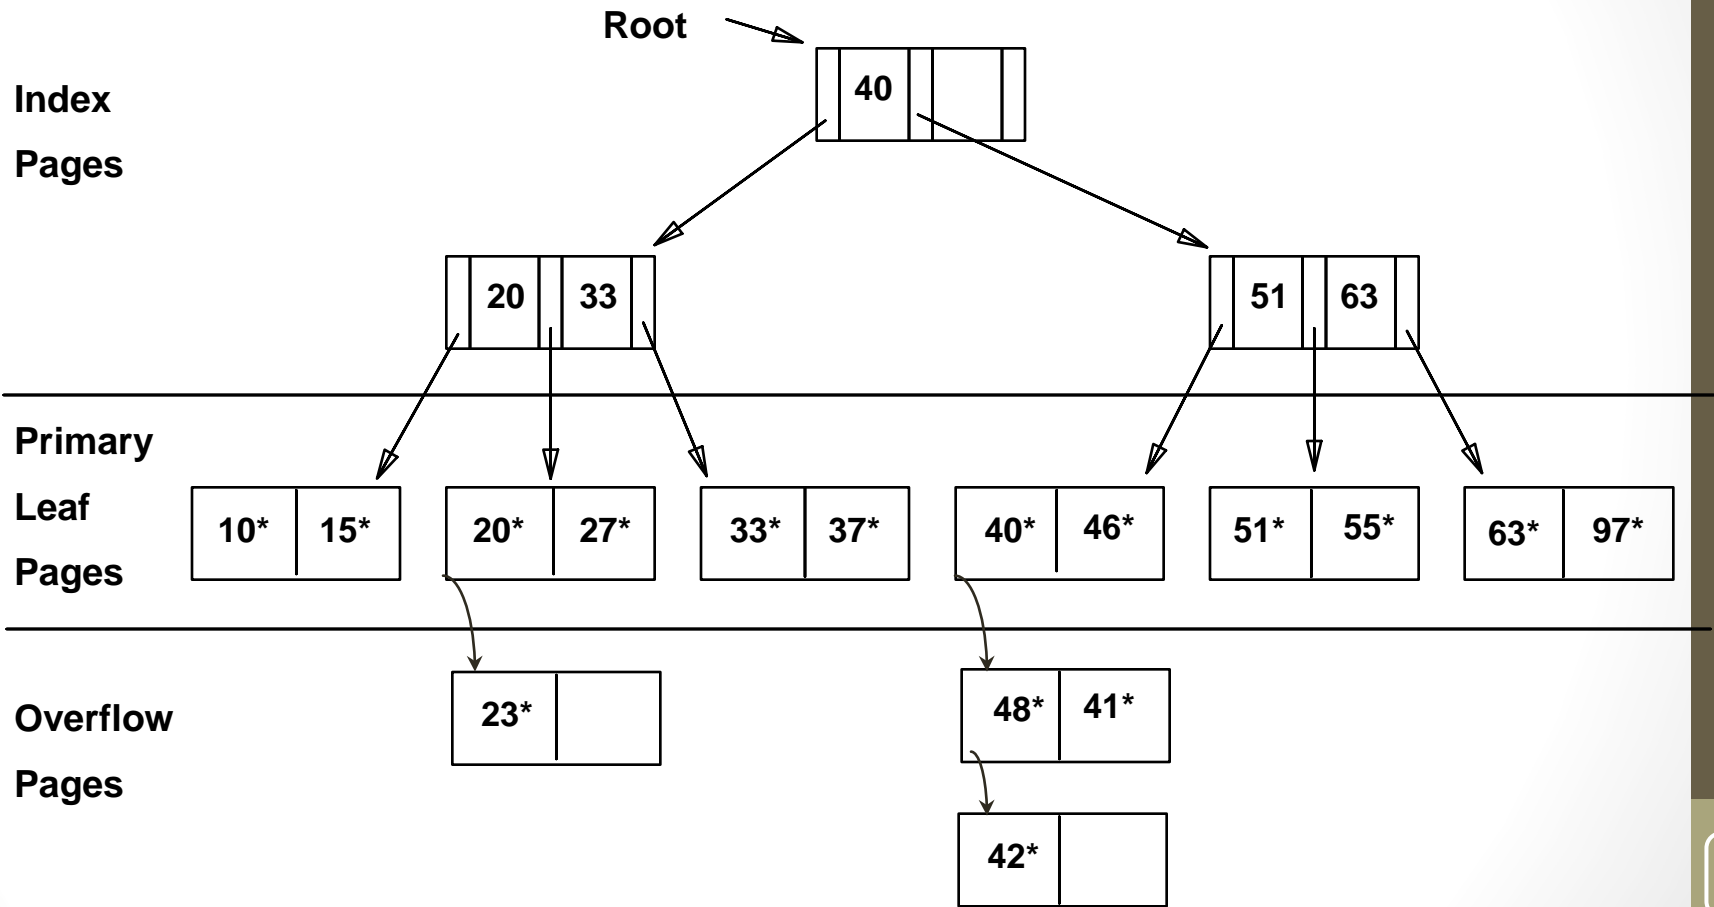 Root
Index
Pages
40
20 33 51 63
Primary
Leaf
Pages
10* 15* 20* 27* 33* 37* 40* 46* 51* 55* 63* 97*
Overflow
Pages
23* 48* 41*
42*